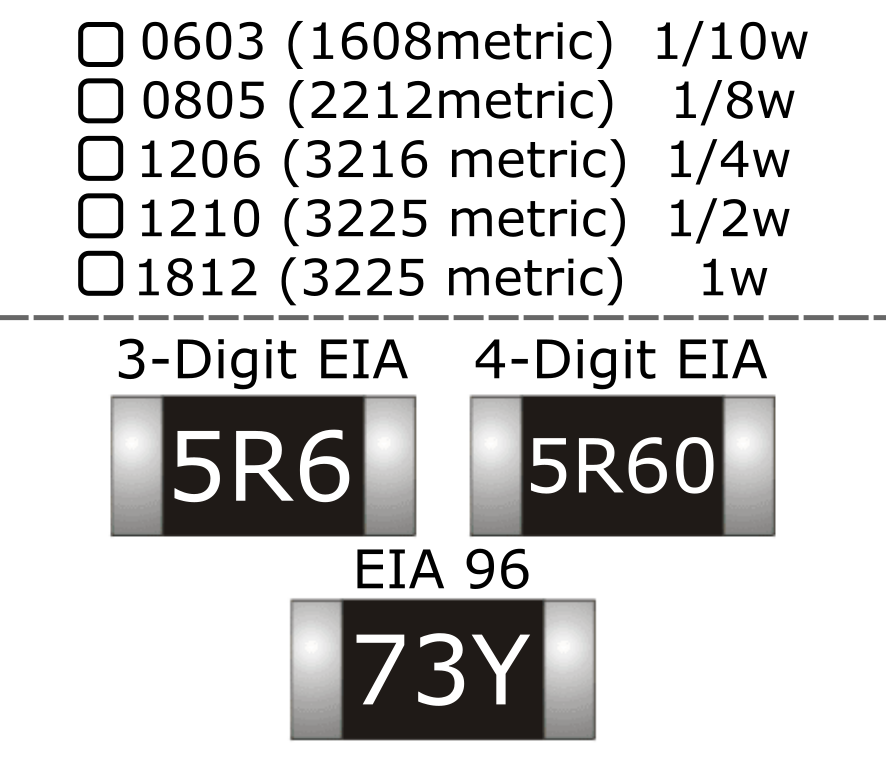 0603 (1608metric) 1/10w
0805 (2212metric) 1/8w
1206 (3216 metric) 1/4w
1210 (3225 metric) 1/2w
1812 (3225 metric) 1w
3-Digit EIA 4-Digit EIA
5R6 5R60
EIA 96
73Y